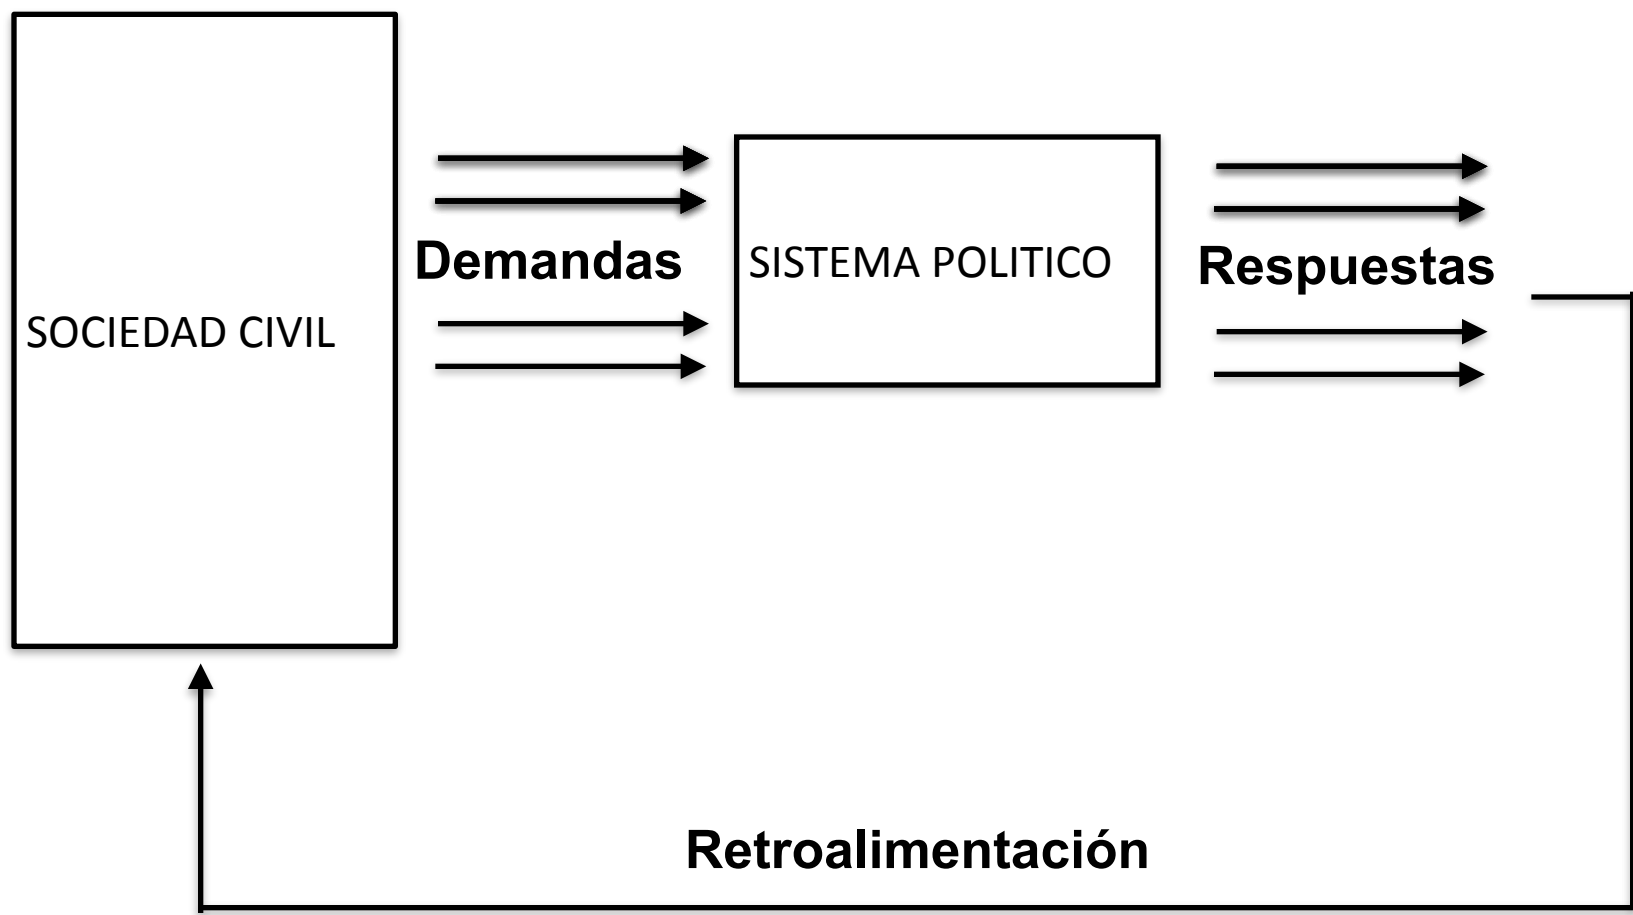 SOCIEDAD CIVIL
Demandas
SISTEMA POLITICO
Respuestas
Retroalimentación